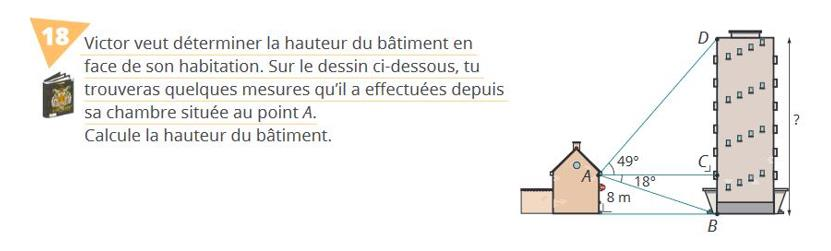 18
Victor veut déterminer la hauteur du bâtiment en
face de son habitation. Sur le dessin ci-dessous, tu
trouveras quelques mesures qu'il a effectuées depuis
sa chambre située au point A.
Calcule la hauteur du bâtiment.
D
?
49°
C
A
18°
8 m
B